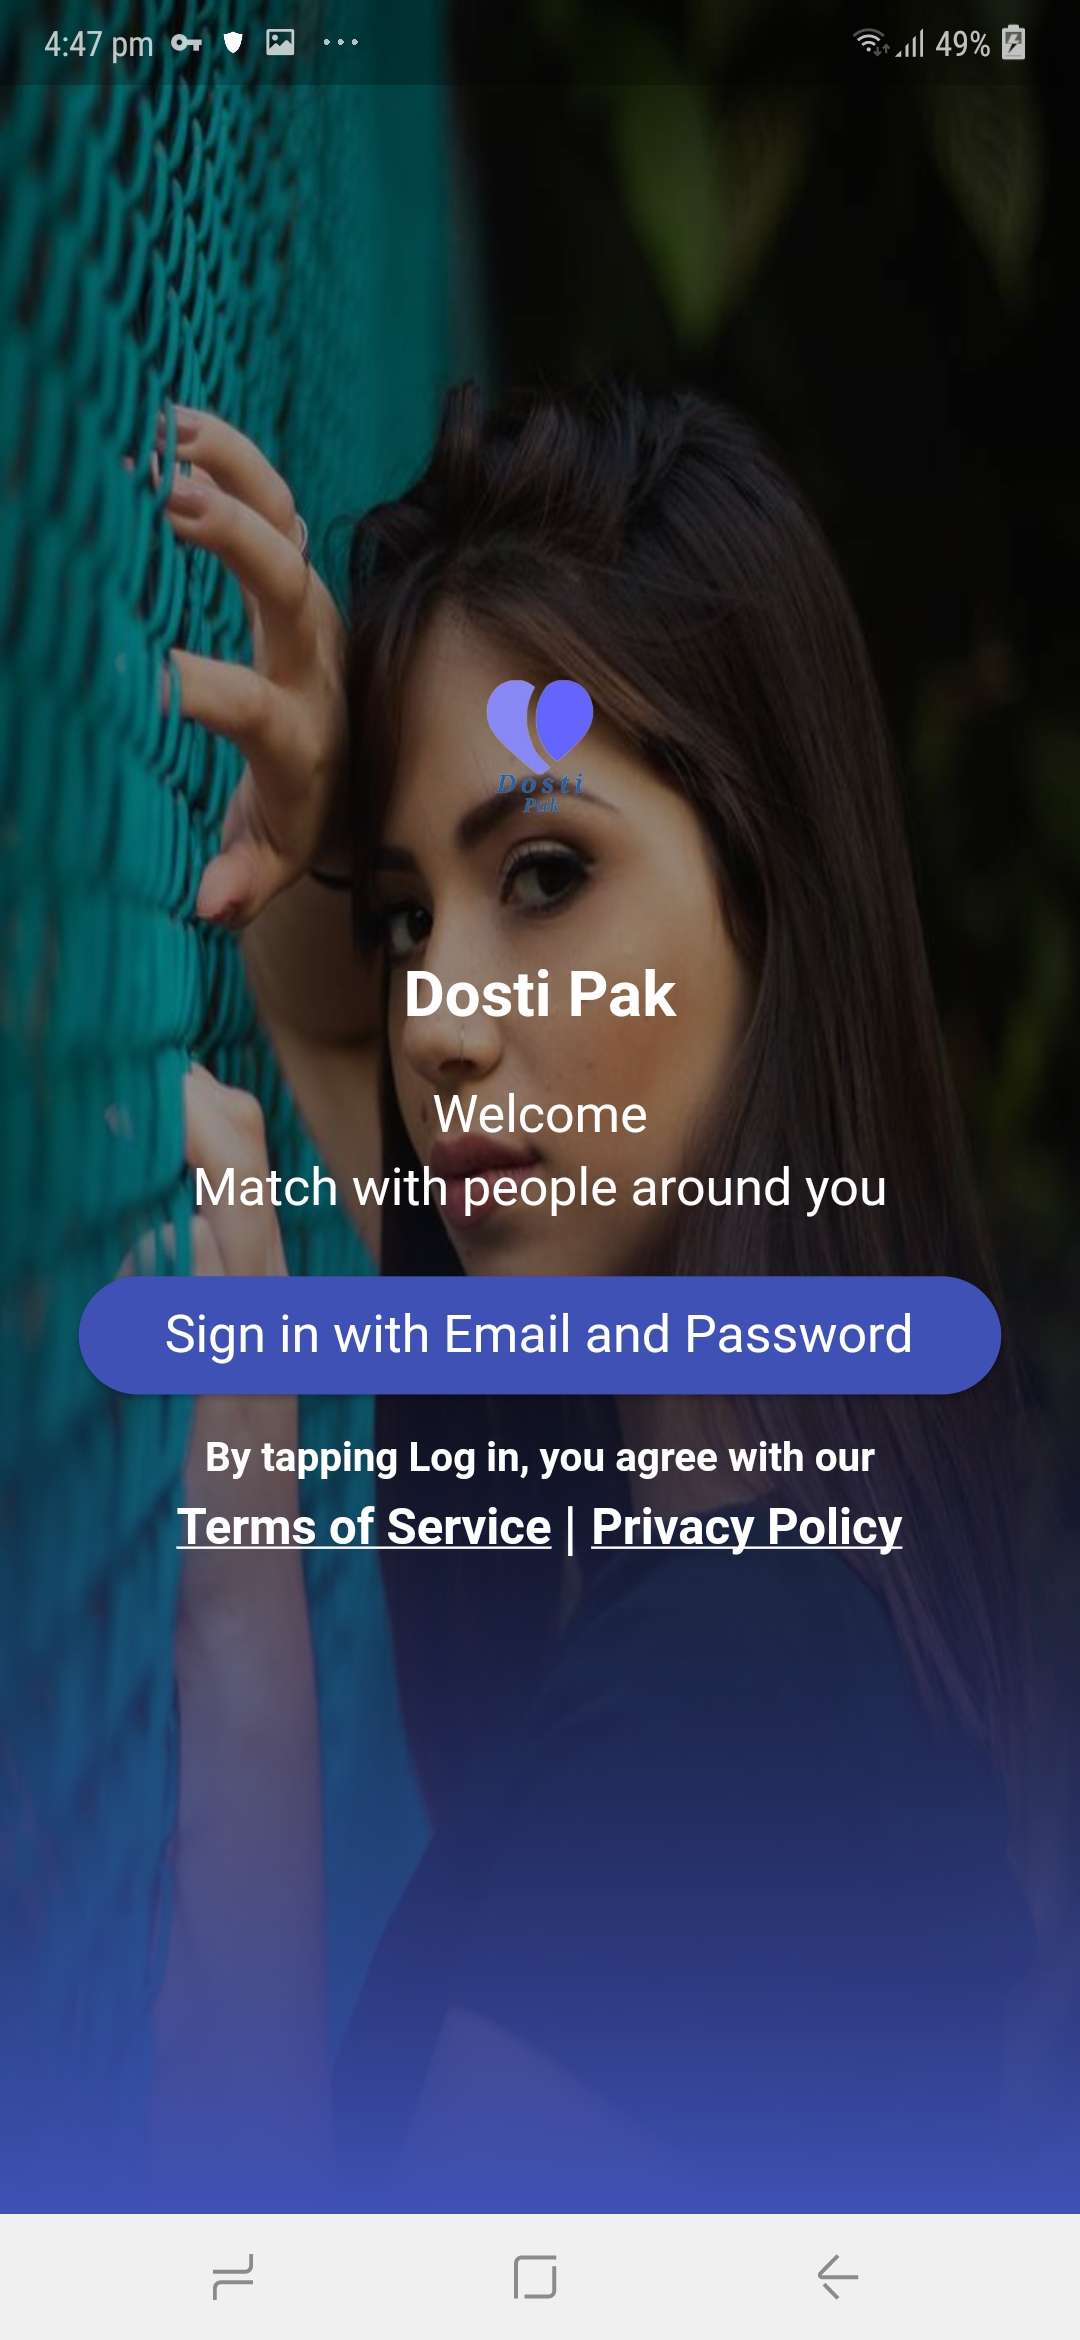 4:47 pm
49%
Dosti
Pak
Dosti Pak
Welcome
Match with people around you
Sign in with Email and Password
By tapping Log in, you agree with our
Terms of Service | Privacy Policy